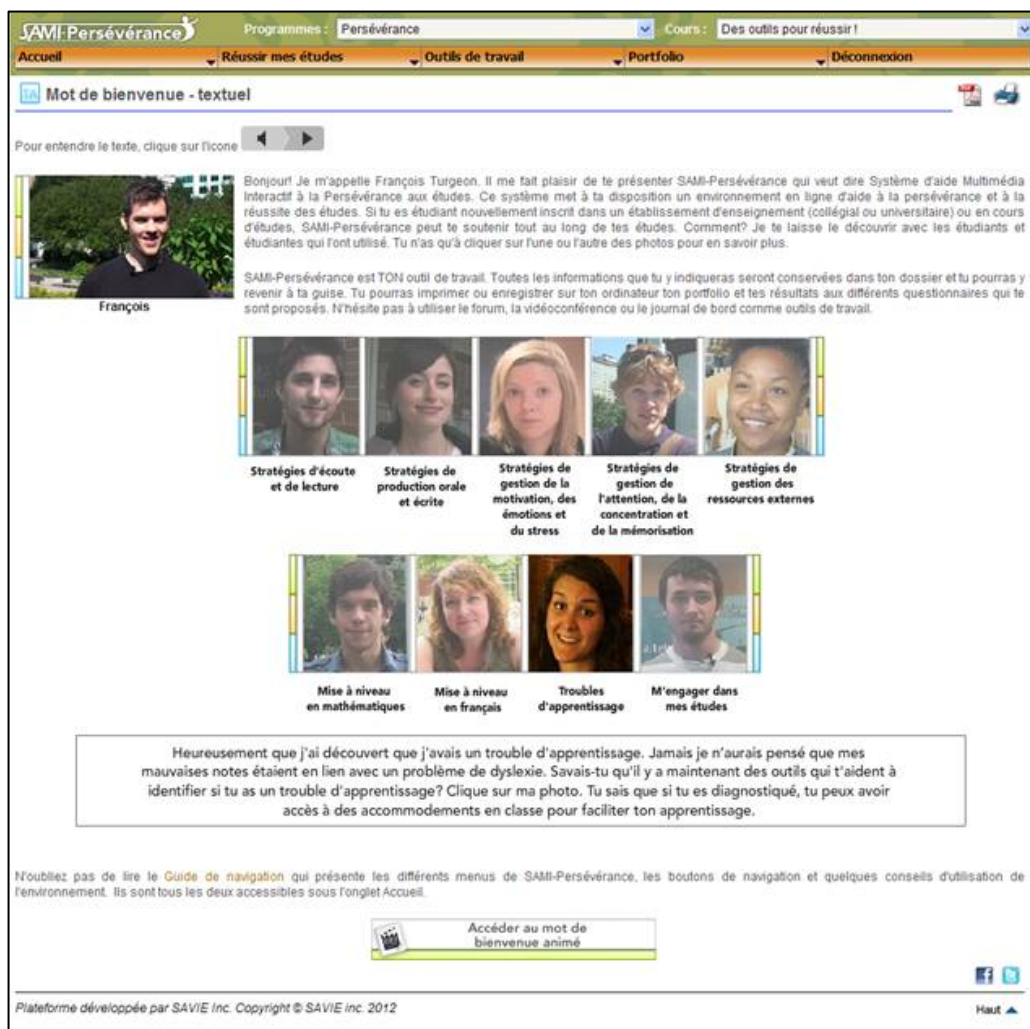 SAMI-Persévérance
Programmes : Persévérance Cours : Des outils pour réussir !
Accueil Réussir mes études Outils de travail Portfolio Déconnexion
Mot de bienvenue - textuel
Pour entendre le texte, clique sur l'icone
Bonjour! Je m'appelle François Turgeon. Il me fait plaisir de te présenter SAMI-Persévérance qui veut dire Système d'aide Multimédia
Interactif à la Persévérance aux études. Ce système met à ta disposition un environnement en ligne d'aide à la persévérance et à la
réussite des études. Si tu es étudiant nouvellement inscrit dans un établissement d'enseignement (collégial ou universitaire) ou en cours
d'études, SAMI-Persévérance peut te soutenir tout au long de tes études. Comment? Je te laisse le découvrir avec les étudiants et
étudiantes qui l'ont utilisé. Tu n'as qu'à cliquer sur l'une ou l'autre des photos pour en savoir plus.
SAMI-Persévérance est TON outil de travail. Toutes les informations que tu y indiqueras seront conservées dans ton dossier et tu pourras y
revenir à ta guise. Tu pourras imprimer ou enregistrer sur ton ordinateur ton portfolio et tes résultats aux différents questionnaires qui te
sont proposés. N'hésite pas à utiliser le forum, la vidéoconférence ou le journal de bord comme outils de travail.
François
Stratégies d'écoute
et de lecture
Stratégies de
production orale
et écrite
Stratégies de
gestion de la
motivation, des
émotions et
du stress
Stratégies de
gestion de
l'attention, de la
concentration et
de la mémorisation
Stratégies de
gestion des
ressources externes
Mise à niveau
en mathématiques
Mise à niveau
en français
Troubles
d'apprentissage
M'engager dans
mes études
Heureusement que j'ai découvert que j'avais un trouble d'apprentissage. Jamais je n'aurais pensé que mes
mauvaises notes étaient en lien avec un problème de dyslexie. Savais-tu qu'il y a maintenant des outils qui t'aident à
identifier si tu as un trouble d'apprentissage? Clique sur ma photo. Tu sais que si tu es diagnostiqué, tu peux avoir
accès à des accommodements en classe pour faciliter ton apprentissage.
N'oubliez pas de lire le Guide de navigation qui présente les différents menus de SAMI-Persévérance, les boutons de navigation et quelques conseils d'utilisation de
l'environnement. Ils sont tous les deux accessibles sous l'onglet Accueil.
Accéder au mot de
bienvenue animé
Plateforme développée par SAVIE Inc. Copyright © SAVIE inc. 2012
Haut